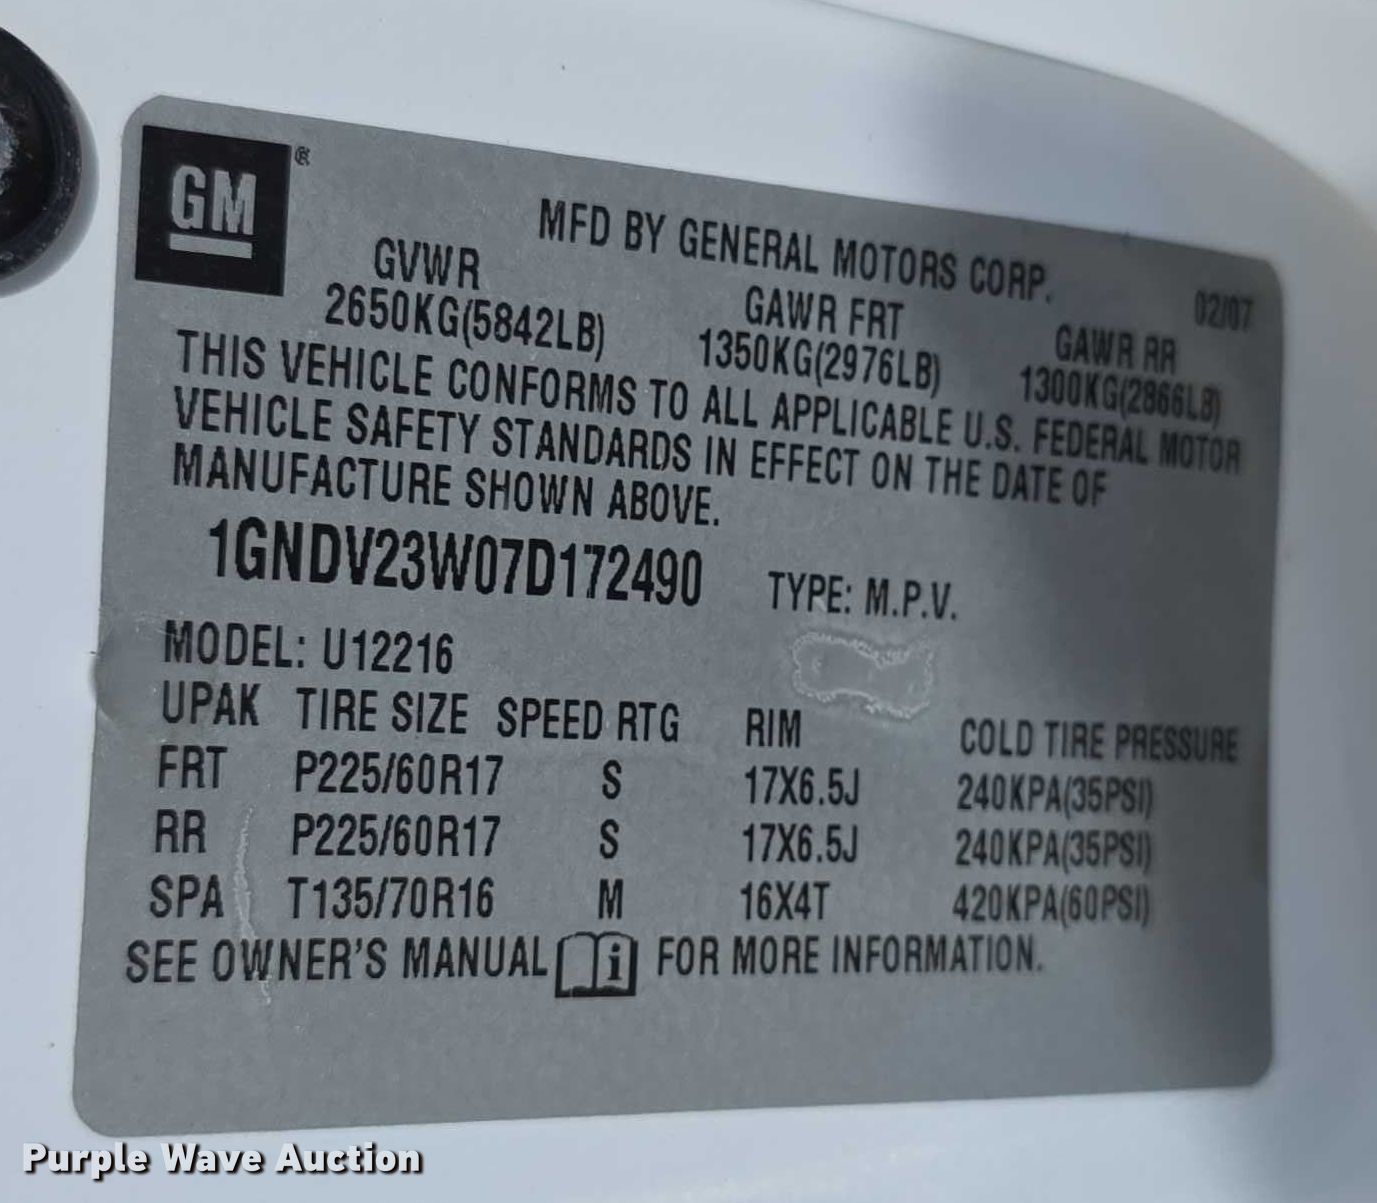 GM®
MFD BY GENERAL MOTORS CORP.
02/07
GVWR GAWR FRT GAWR RR
2650KG(5842LB) 1350KG(2976LB) 1300KG(2866LB)
THIS VEHICLE CONFORMS TO ALL APPLICABLE U.S. FEDERAL MOTOR
VEHICLE SAFETY STANDARDS IN EFFECT ON THE DATE OF
MANUFACTURE SHOWN ABOVE.
1GNDV23W07D172490 TYPE: M.P.V.
MODEL: U12216
UPAK TIRE SIZE SPEED RTG RIM COLD TIRE PRESSURE
FRT P225/60R17 S 17X6.5J 240KPA(35PSI)
RR P225/60R17 S 17X6.5J 240KPA(35PSI)
SPA T135/70R16 M 16X4T 420KPA(60PSI)
SEE OWNER'S MANUAL i FOR MORE INFORMATION.
Purple Wave Auction